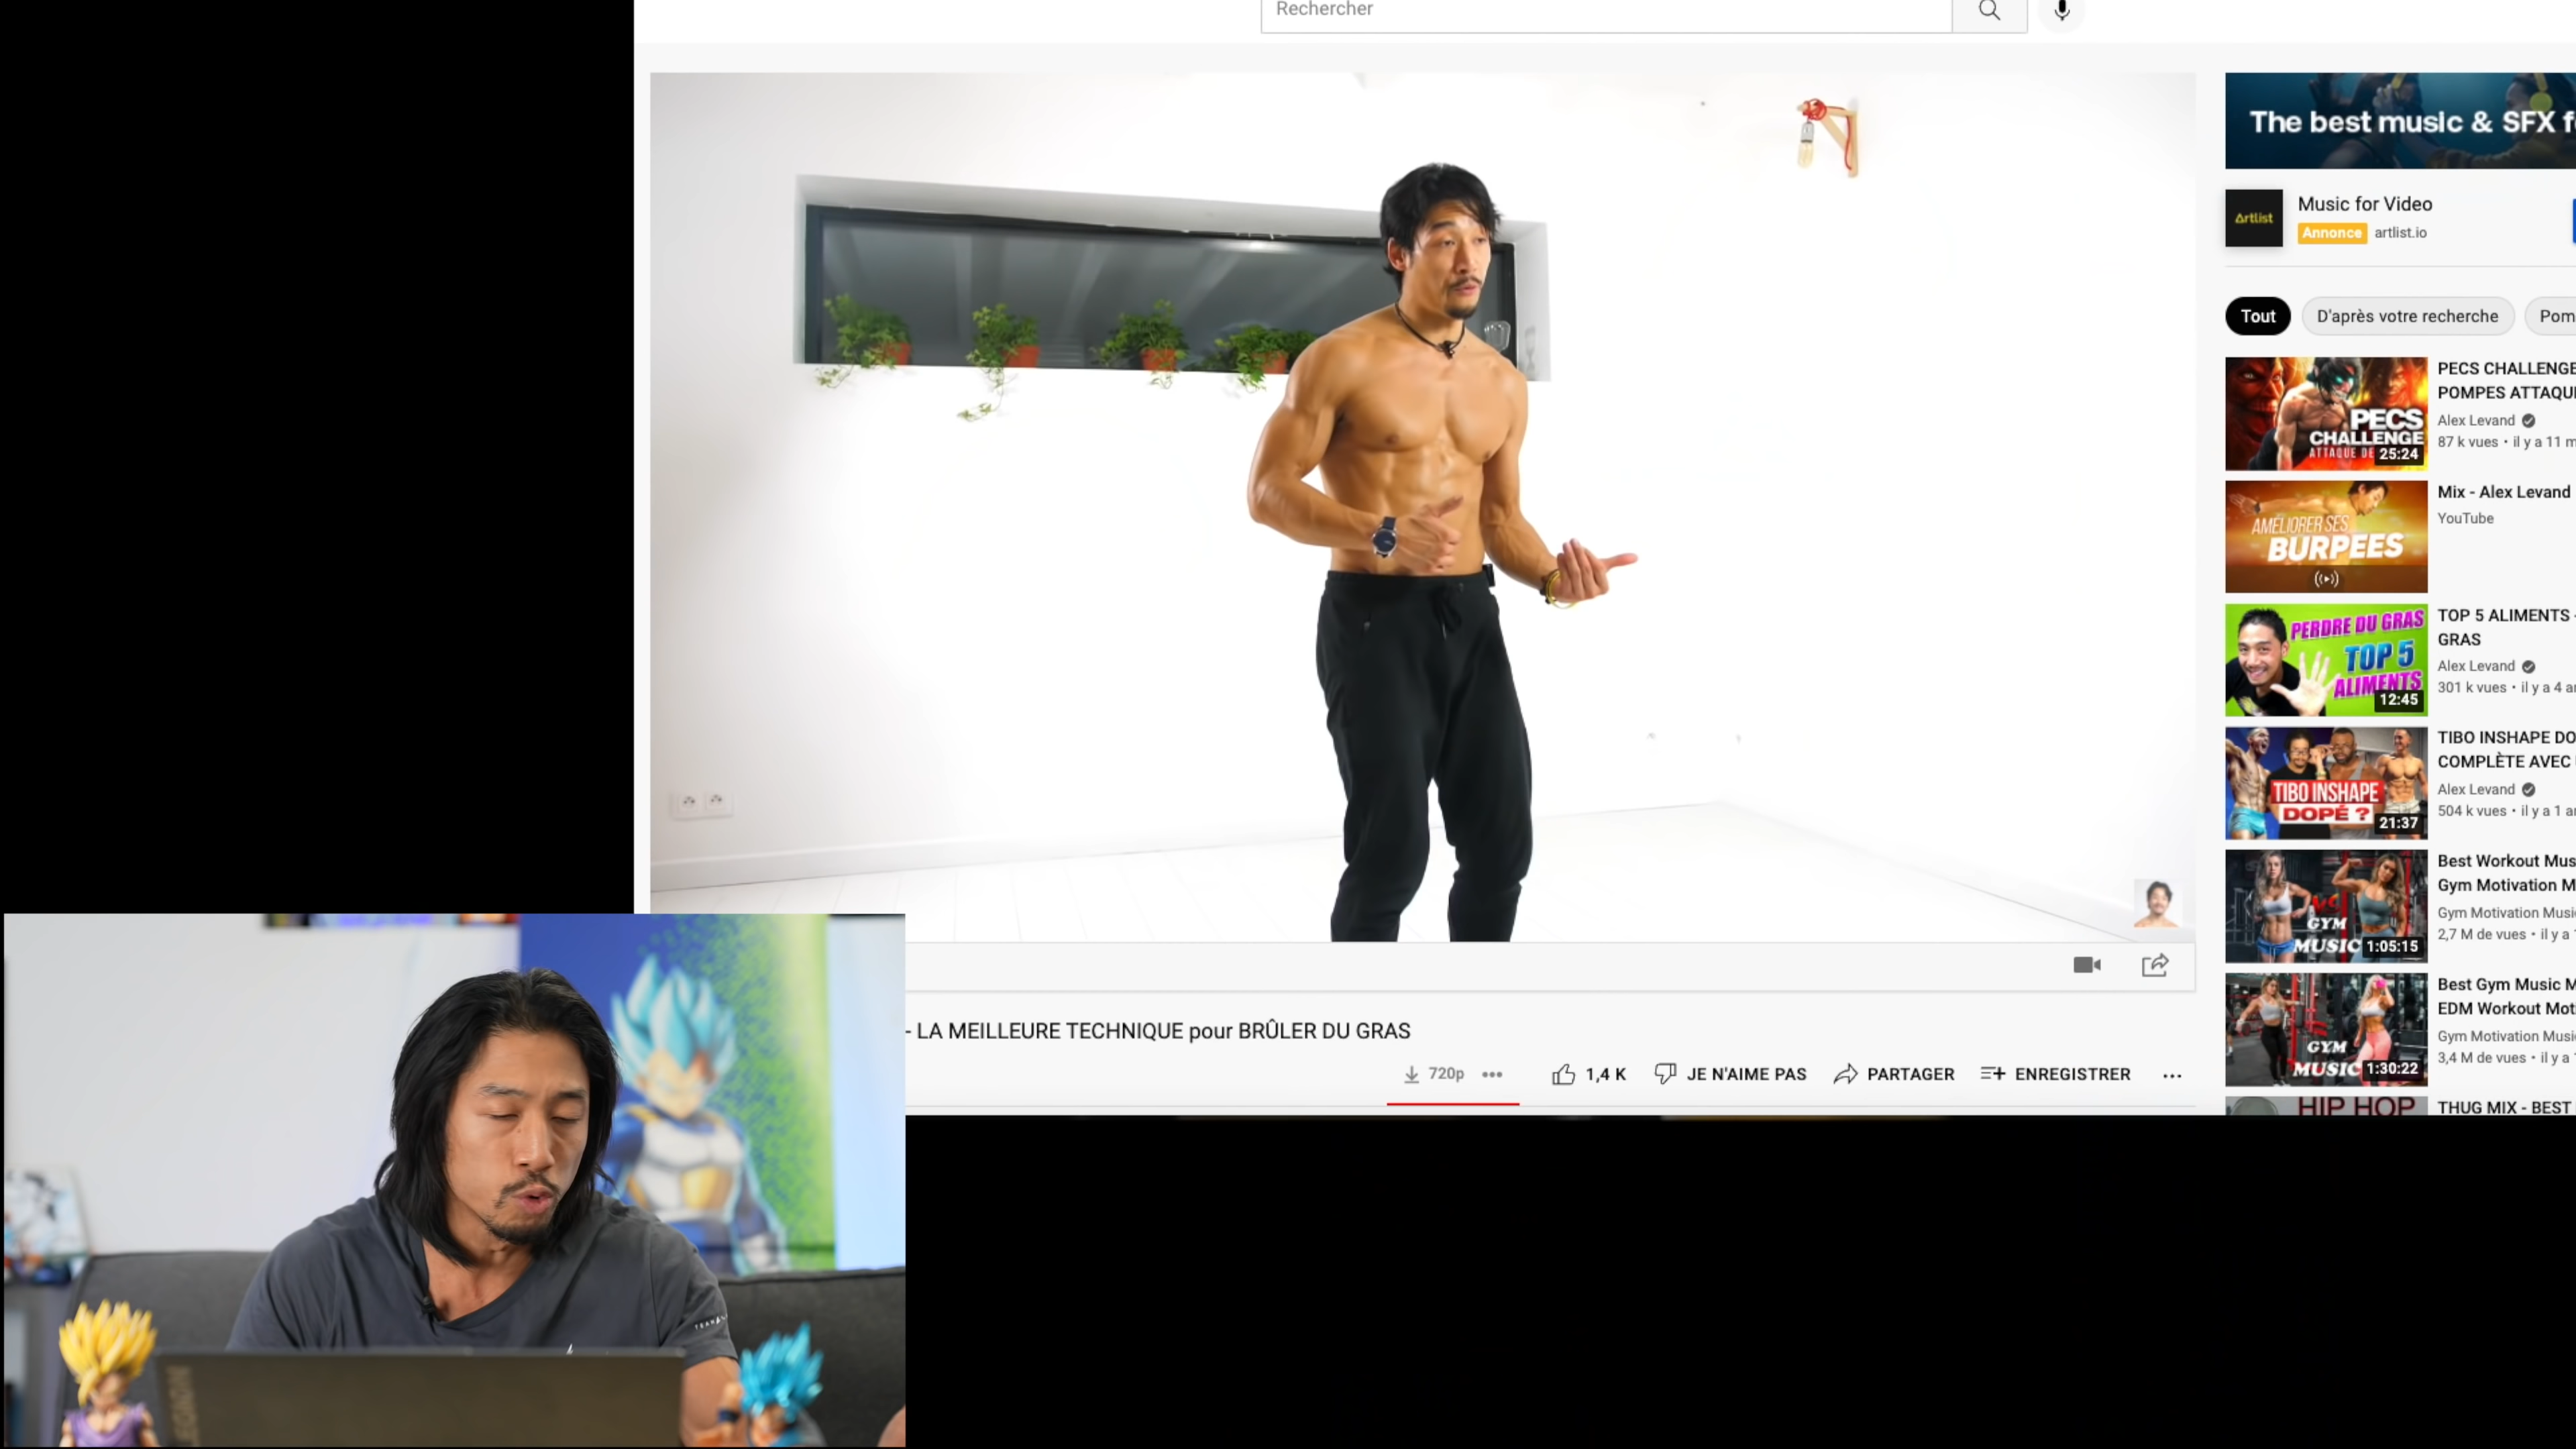 Rechercher
The best music & SFX f
Artlist
Music for Video
Annonce artlist.io
Tout
D'après votre recherche
Pom
PECS
CHALLENGE
ATTAQUE DE
25:24
PECS CHALLENGE
POMPES ATTAQU
Alex Levand
87 k vues • il y a 11 m
AMÉLIORER SES
BURPEES
Mix - Alex Levand
YouTube
PERDRE DU GRAS
TOP 5
ALIMENTS
12:45
TOP 5 ALIMENTS -
GRAS
Alex Levand
301 k vues • il y a 4 an
TIBO INSHAPE
DOPÉ ?
21:37
TIBO INSHAPE DO
COMPLÈTE AVEC
Alex Levand
504 k vues • il y a 1 an
GYM
MUSIC
1:05:15
Best Workout Mus
Gym Motivation M
Gym Motivation Musi
2,7 M de vues • il y a
GYM
MUSIC
1:30:22
Best Gym Music M
EDM Workout Mot
Gym Motivation Musi
3,4 M de vues • il y a
HIP HOP
THUG MIX - BEST
- LA MEILLEURE TECHNIQUE pour BRÛLER DU GRAS
720p
1,4 K
JE N'AIME PAS
PARTAGER
ENREGISTRER
LEGION